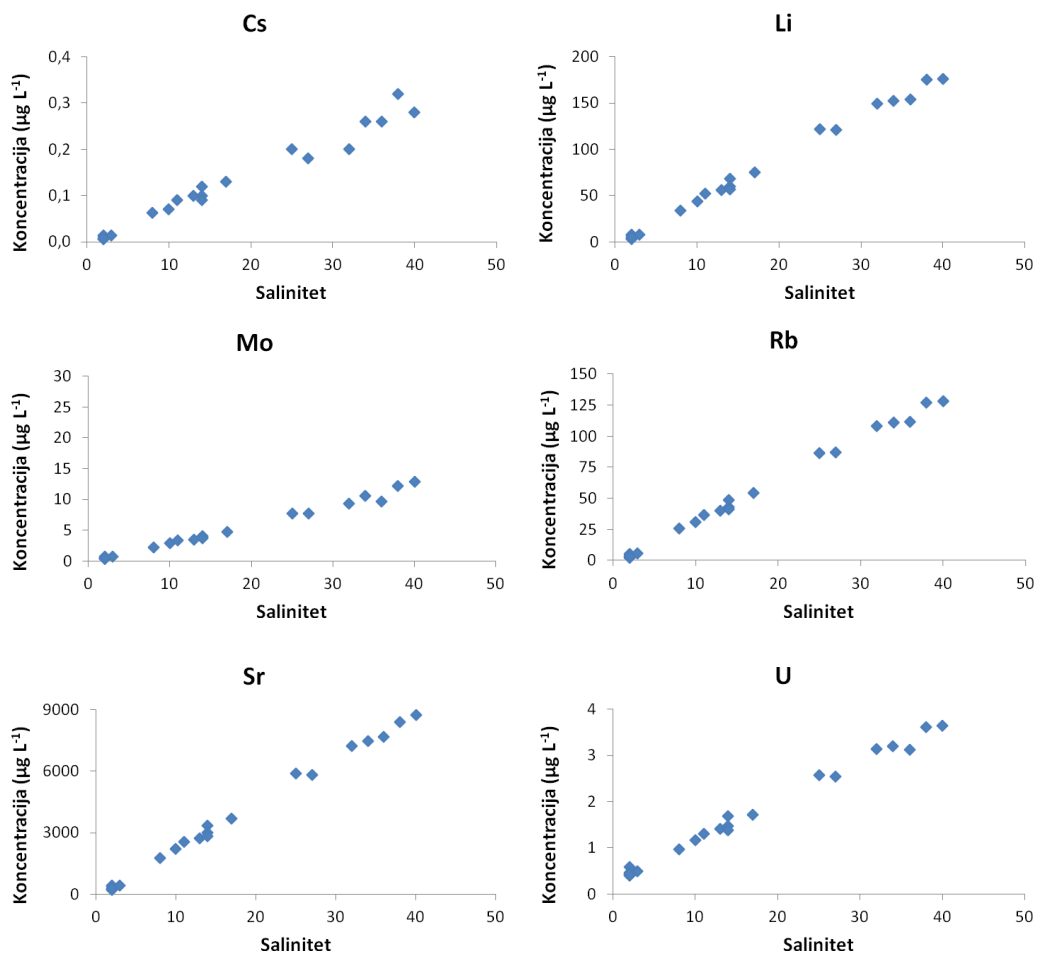 Cs
Koncentracija (µg L-1)
0,4
0,3
0,2
0,1
0,0
0 10 20 30 40 50
Salinitet
Li
Koncentracija (µg L-1)
200
150
100
50
0
0 10 20 30 40 50
Salinitet
Mo
Koncentracija (µg L-1)
30
25
20
15
10
5
0
0 10 20 30 40 50
Salinitet
Rb
Koncentracija (µg L-1)
150
125
100
75
50
25
0
0 10 20 30 40 50
Salinitet
Sr
Koncentracija (µg L-1)
9000
6000
3000
0
0 10 20 30 40 50
Salinitet
U
Koncentracija (µg L-1)
4
3
2
1
0
0 10 20 30 40 50
Salinitet